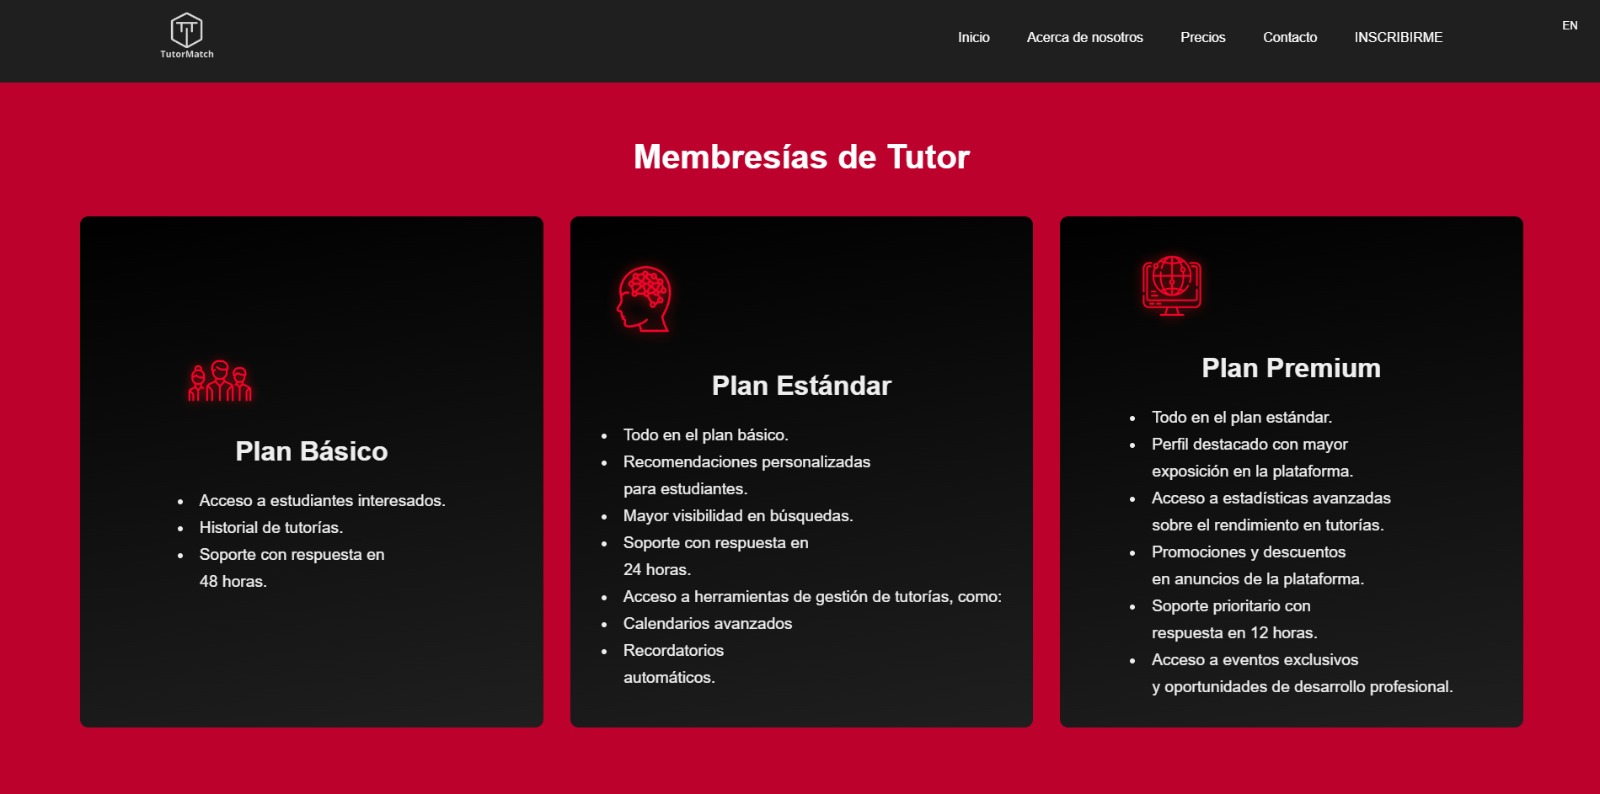 TutorMatch
Inicio
Acerca de nosotros
Precios
Contacto
INSCRIBIRME
EN
Membresías de Tutor
Plan Básico
• Acceso a estudiantes interesados.
• Historial de tutorías.
• Soporte con respuesta en
48 horas.
Plan Estándar
• Todo en el plan básico.
• Recomendaciones personalizadas
para estudiantes.
• Mayor visibilidad en búsquedas.
• Soporte con respuesta en
24 horas.
• Acceso a herramientas de gestión de tutorías, como:
• Calendarios avanzados
• Recordatorios
automáticos.
Plan Premium
• Todo en el plan estándar.
• Perfil destacado con mayor
exposición en la plataforma.
• Acceso a estadísticas avanzadas
sobre el rendimiento en tutorías.
• Promociones y descuentos
en anuncios de la plataforma.
• Soporte prioritario con
respuesta en 12 horas.
• Acceso a eventos exclusivos
y oportunidades de desarrollo profesional.